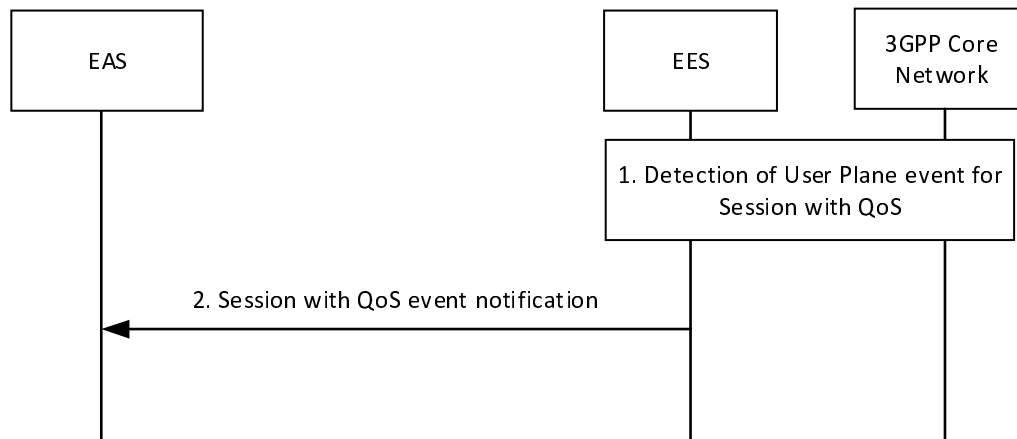 EAS
EES
3GPP Core
Network
1. Detection of User Plane event for
Session with QoS
2. Session with QoS event notification